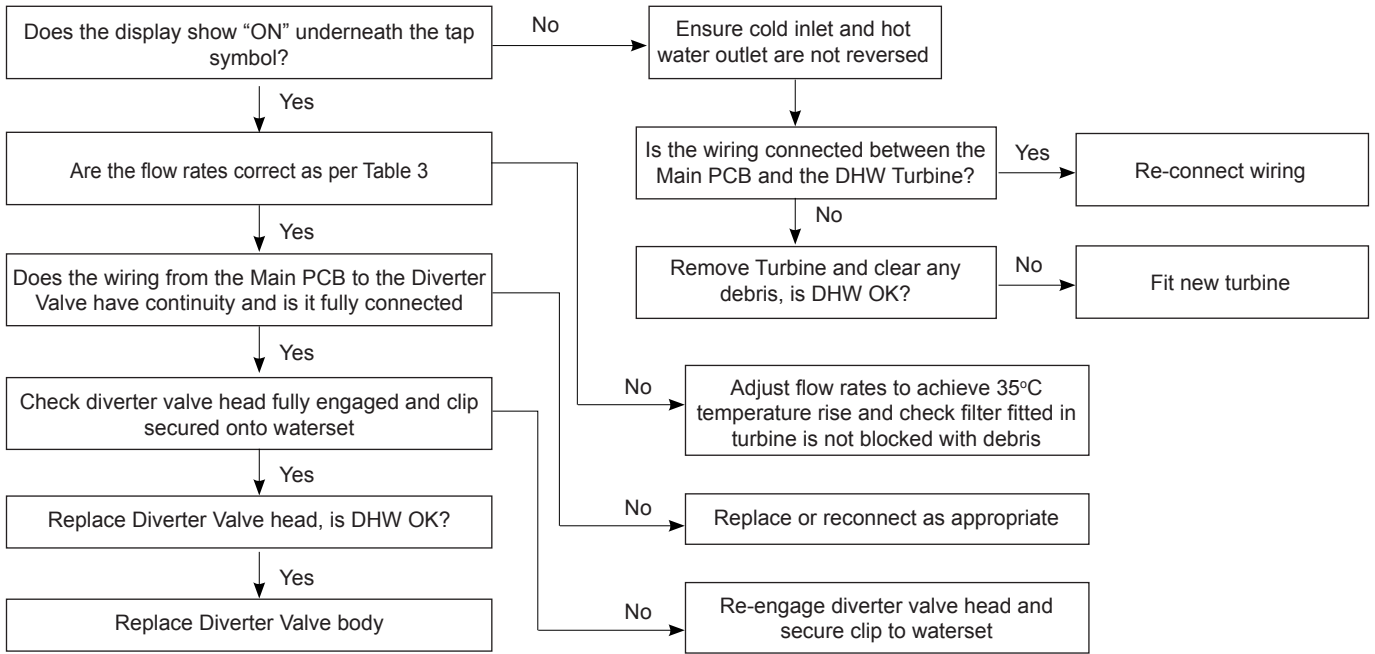 Does the display show “ON” underneath the tap
symbol?
No
Ensure cold inlet and hot
water outlet are not reversed
Yes
Are the flow rates correct as per Table 3
Is the wiring connected between the
Main PCB and the DHW Turbine?
Yes
Re-connect wiring
No
Yes
Does the wiring from the Main PCB to the Diverter
Valve have continuity and is it fully connected
Remove Turbine and clear any
debris, is DHW OK?
No
Fit new turbine
Yes
Check diverter valve head fully engaged and clip
secured onto waterset
No
Adjust flow rates to achieve 35°C
temperature rise and check filter fitted in
turbine is not blocked with debris
Yes
Replace Diverter Valve head, is DHW OK?
No
Replace or reconnect as appropriate
Yes
Replace Diverter Valve body
No
Re-engage diverter valve head and
secure clip to waterset